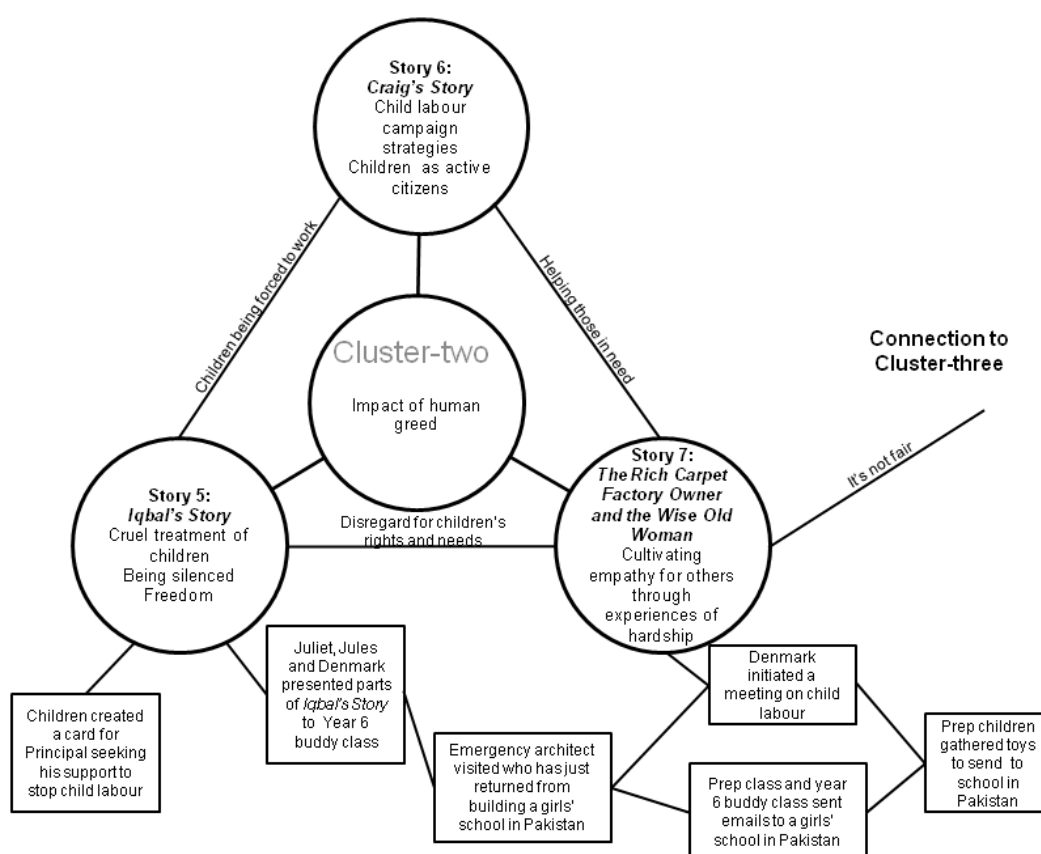 Story 6:
Craig's Story
Child labour
campaign
strategies
Children as active
citizens
Children being forced to work
Helping those in need
Cluster-two
Impact of human
greed
Connection to
Cluster-three
It's not fair
Story 5:
Iqbal's Story
Cruel treatment of
children
Being silenced
Freedom
Disregard for children's
rights and needs
Story 7:
The Rich Carpet
Factory Owner
and the Wise Old
Woman
Cultivating
empathy for others
through
experiences of
hardship
Children created
a card for
Principal seeking
his support to
stop child labour
Juliet, Jules
and Denmark
presented parts
of Iqbal's Story
to Year 6
buddy class
Emergency architect
visited who has just
returned from
building a girls'
school in Pakistan
Denmark
initiated a
meeting on child
labour
Prep class and year
6 buddy class sent
emails to a girls'
school in Pakistan
Prep children
gathered toys
to send to
school in
Pakistan